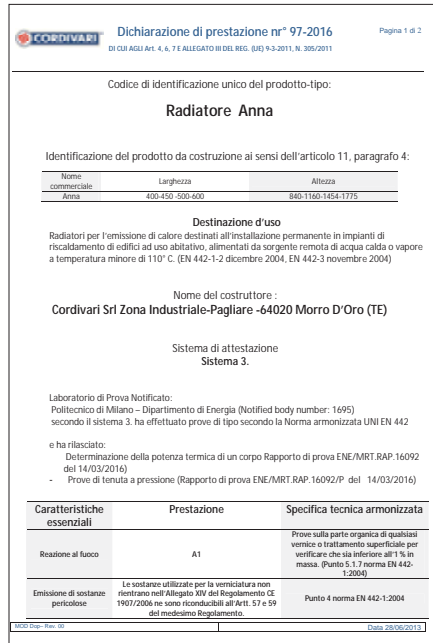 CORDIVARI
Dichiarazione di prestazione nr° 97-2016
Pagina 1 di 2
DI CUI AGLI Art. 4, 6, 7 E ALLEGATO III DEL REG. (UE) 9-3-2011, N. 305/2011
Codice di identificazione unico del prodotto-tipo:
Radiatore Anna
Identificazione del prodotto da costruzione ai sensi dell'articolo 11, paragrafo 4:
Nome commerciale
Larghezza
Altezza
Anna
400-450 -500-600
840-1160-1454-1775
Destinazione d'uso
Radiatori per l'emissione di calore destinati all'installazione permanente in impianti di
riscaldamento di edifici ad uso abitativo, alimentati da sorgente remota di acqua calda o vapore
a temperatura minore di 110° C. (EN 442-1-2 dicembre 2004, EN 442-3 novembre 2004)
Nome del costruttore :
Cordivari Srl Zona Industriale-Pagliare -64020 Morro D'Oro (TE)
Sistema di attestazione
Sistema 3.
Laboratorio di Prova Notificato:
Politecnico di Milano – Dipartimento di Energia (Notified body number: 1695)
secondo il sistema 3. ha effettuato prove di tipo secondo la Norma armonizzata UNI EN 442
e ha rilasciato:
Determinazione della potenza termica di un corpo Rapporto di prova ENE/MRT.RAP.16092
del 14/03/2016)
- Prove di tenuta a pressione (Rapporto di prova ENE/MRT.RAP.16092/P del 14/03/2016)
Caratteristiche essenziali
Prestazione
Specifica tecnica armonizzata
Reazione al fuoco
A1
Prove sulla parte organica di qualsiasi
vernice o trattamento superficiale per
verificare che sia inferiore all'1 % in
massa. (Punto 5.1.7 norma EN 442-
1:2004)
Emissione di sostanze
pericolose
Le sostanze utilizzate per la verniciatura non
rientrano nell'Allegato XIV del Regolamento CE
1907/2006 ne sono riconducibili all'Artt. 57 e 59
del medesimo Regolamento.
Punto 4 norma EN 442-1:2004
MOD Dop– Rev. 00
Data 28/06/2013